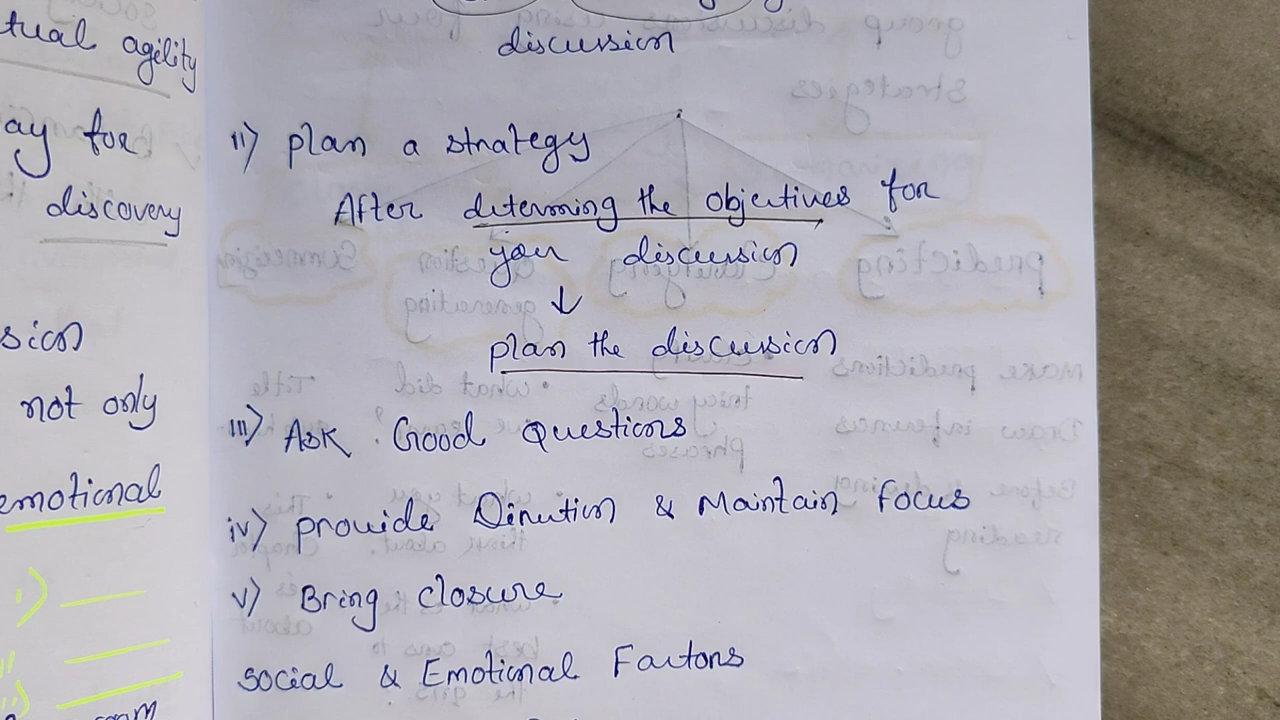 tual agility
ay for
discovery
sion
not only
emotional
i)
discussion
ii) plan a strategy
After determing the objectives for
your discussion
↓
plan the discussion
iii) Ask Good Questions
iv) provide Direction & Maintain focus
v) Bring closure
social & Emotional Factors